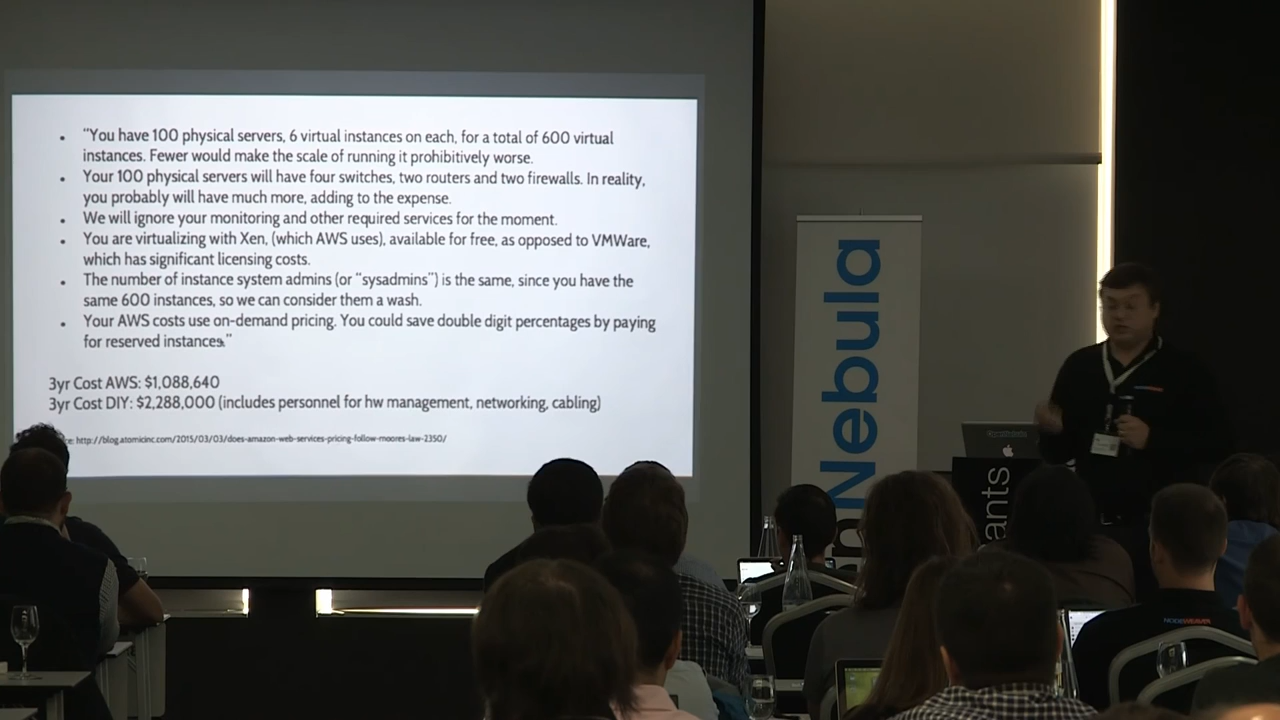 • "You have 100 physical servers, 6 virtual instances on each, for a total of 600 virtual
instances. Fewer would make the scale of running it prohibitively worse.
• Your 100 physical servers will have four switches, two routers and two firewalls. In reality,
you probably will have much more, adding to the expense.
• We will ignore your monitoring and other required services for the moment.
• You are virtualizing with Xen, (which AWS uses), available for free, as opposed to VMWare,
which has significant licensing costs.
• The number of instance system admins (or "sysadmins") is the same, since you have the
same 600 instances, so we can consider them a wash.
• Your AWS costs use on-demand pricing. You could save double digit percentages by paying
for reserved instances."
3yr Cost AWS: $1,088,640
3yr Cost DIY: $2,288,000 (includes personnel for hw management, networking, cabling)
e: http://blog.atomicinc.com/2015/03/03/does-amazon-web-services-pricing-follow-moores-law-2350/
nNebula
ants
NODEWEAVER